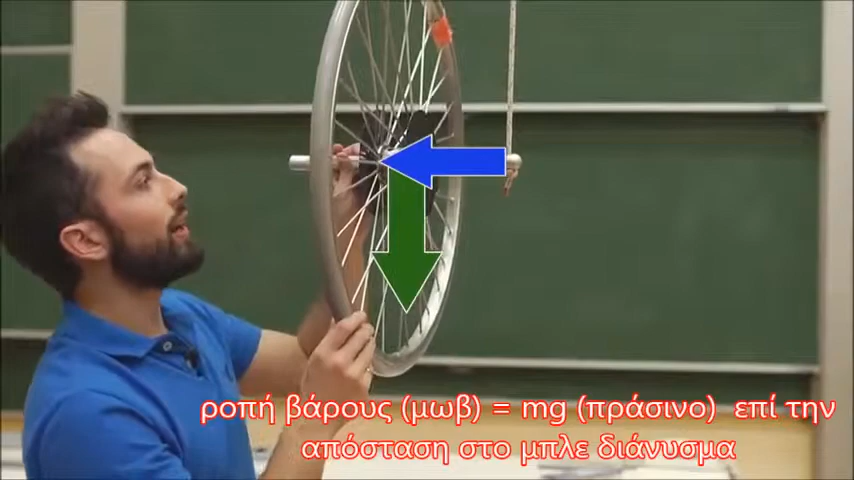 ροπή βάρους (μωβ) = mg (πράσινο) επί την
απόσταση στο μπλε διάνυσμα